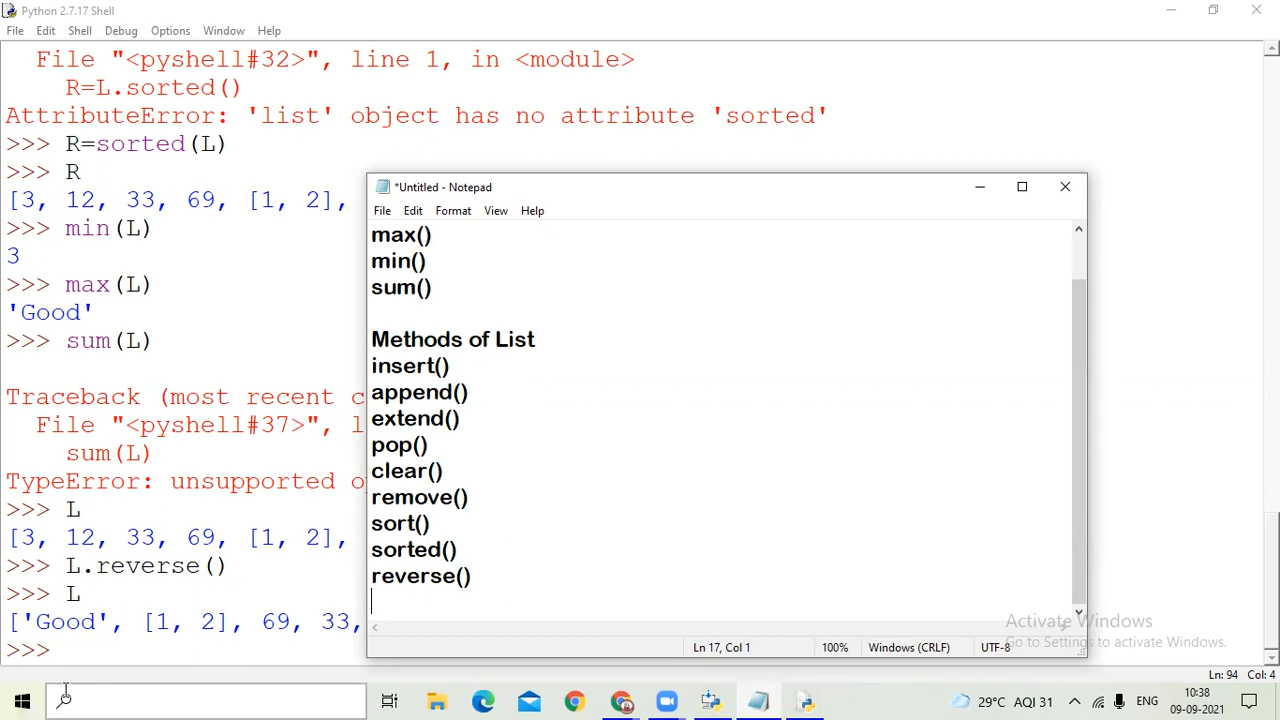 Python 2.7.17 Shell
File Edit Shell Debug Options Window Help
File "<pyshell#32>", line 1, in <module>
R=L.sorted()
AttributeError: 'list' object has no attribute 'sorted'
>>> R=sorted(L)
>>> R
[3, 12, 33, 69, [1, 2],
>>> min(L)
3
>>> max(L)
'Good'
>>> sum(L)
Traceback (most recent c
File "<pyshell#37>", l
sum(L)
TypeError: unsupported o
>>> L
[3, 12, 33, 69, [1, 2],
>>> L.reverse()
>>> L
['Good', [1, 2], 69, 33,
>>>
*Untitled - Notepad
File Edit Format View Help
max()
min()
sum()
Methods of List
insert()
append()
extend()
pop()
clear()
remove()
sort()
sorted()
reverse()
Ln 17, Col 1 100% Windows (CRLF) UTF-8
Activate Windows
Go to Settings to activate Windows.
Ln: 94 Col: 4
29°C AQI 31 ENG 10:38
09-09-2021